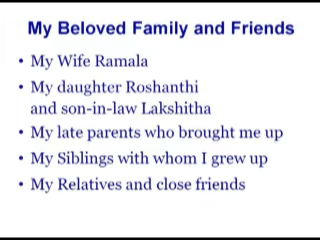 My Beloved Family and Friends
• My Wife Ramala
• My daughter Roshanthi
and son-in-law Lakshitha
• My late parents who brought me up
• My Siblings with whom I grew up
• My Relatives and close friends